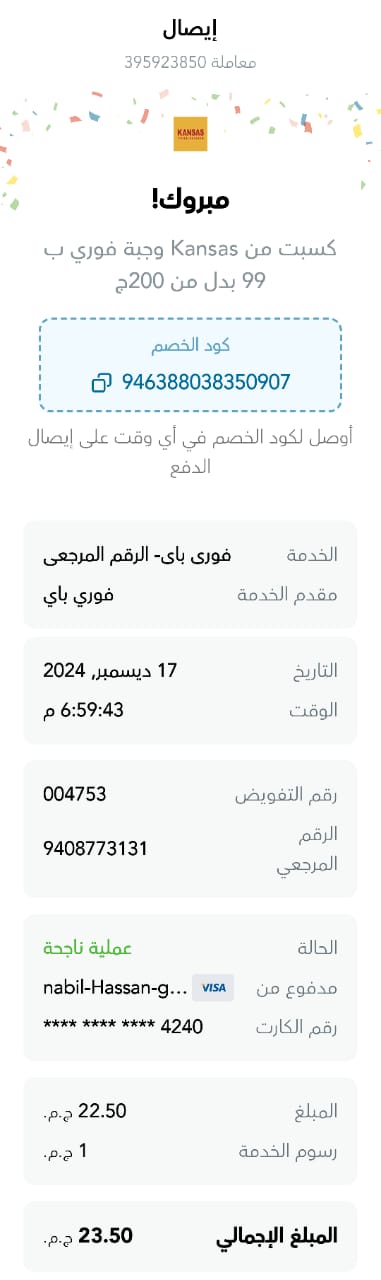 إيصال
معاملة 395923850
KANSAS
مبروك!
كسبت من Kansas وجبة فوري ب
99 بدل من 200ج
كود الخصم
946388038350907
أوصل لكود الخصم في أي وقت على إيصال
الدفع
الخدمة فورى باى- الرقم المرجعى
مقدم الخدمة فوري باي
التاريخ 17 ديسمبر, 2024
الوقت 6:59:43 م
رقم التفويض 004753
الرقم
المرجعي 9408773131
الحالة عملية ناجحة
مدفوع من VISA nabil-Hassan-g...
رقم الكارت **** **** **** 4240
المبلغ 22.50 ج.م.
رسوم الخدمة 1 ج.م.
المبلغ الإجمالي 23.50 ج.م.